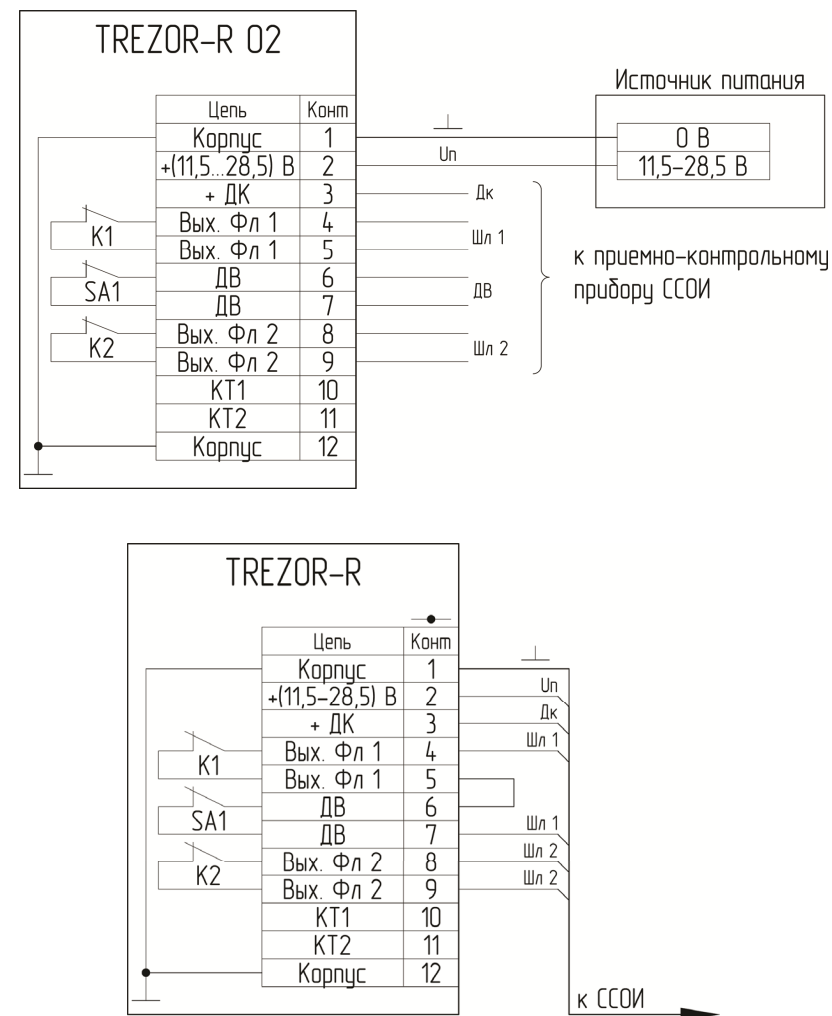 TREZOR-R 02
Источник питания
Цепь Конт
Корпус 1
0 В
+(11,5...28,5) В 2
Uп
11,5-28,5 В
+ ДК 3
Дк
Вых. Фл 1 4
К1
Шл 1
Вых. Фл 1 5
к приемно-контрольному
прибору ССОИ
ДВ 6
SA1
ДВ
ДВ 7
Вых. Фл 2 8
К2
Шл 2
Вых. Фл 2 9
КТ1 10
КТ2 11
Корпус 12
TREZOR-R
Цепь Конт
Корпус 1
+(11,5-28,5) В 2
Uп
+ ДК 3
Дк
Вых. Фл 1 4
Шл 1
К1
Вых. Фл 1 5
ДВ 6
SA1
ДВ 7
Шл 1
Вых. Фл 2 8
Шл 2
К2
Вых. Фл 2 9
Шл 2
КТ1 10
КТ2 11
Корпус 12
к ССОИ